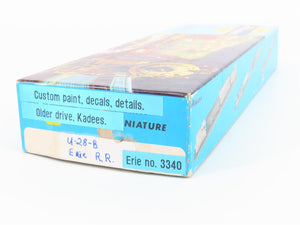 Custom paint, decals, details.
Older drive, Kadees.
NIATURE
U-28-B
Erie R.R.
Erie no. 3340